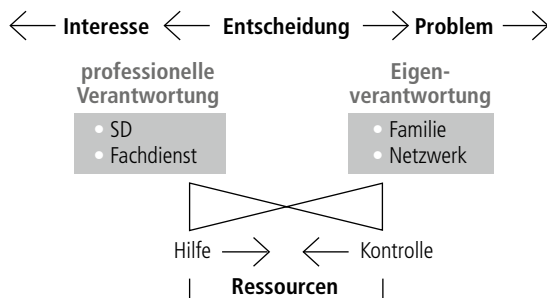 Interesse Entscheidung Problem
professionelle Verantwortung
Eigen-
verantwortung
• SD
• Fachdienst
• Familie
• Netzwerk
Hilfe Kontrolle
Ressourcen